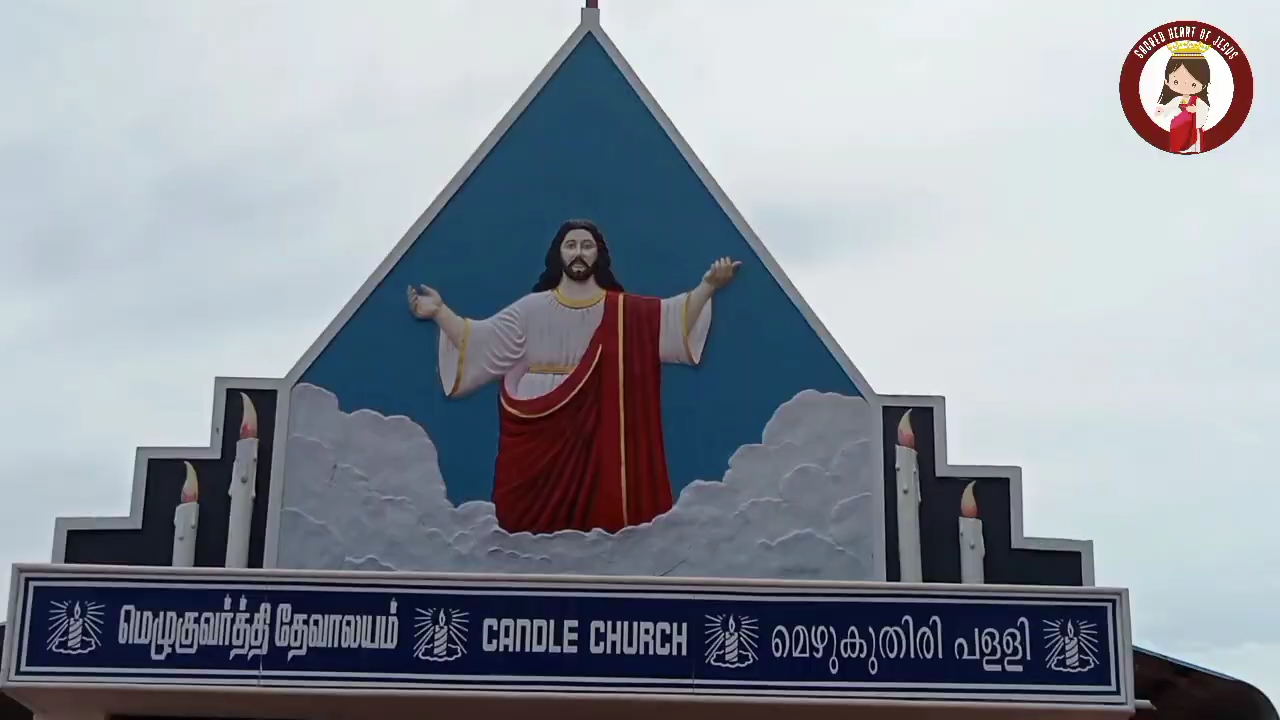 SACRED HEART OF JESUS
மெழுகுவர்த்தி தேவாலயம் CANDLE CHURCH മെഴുകുതിരി പള്ളി